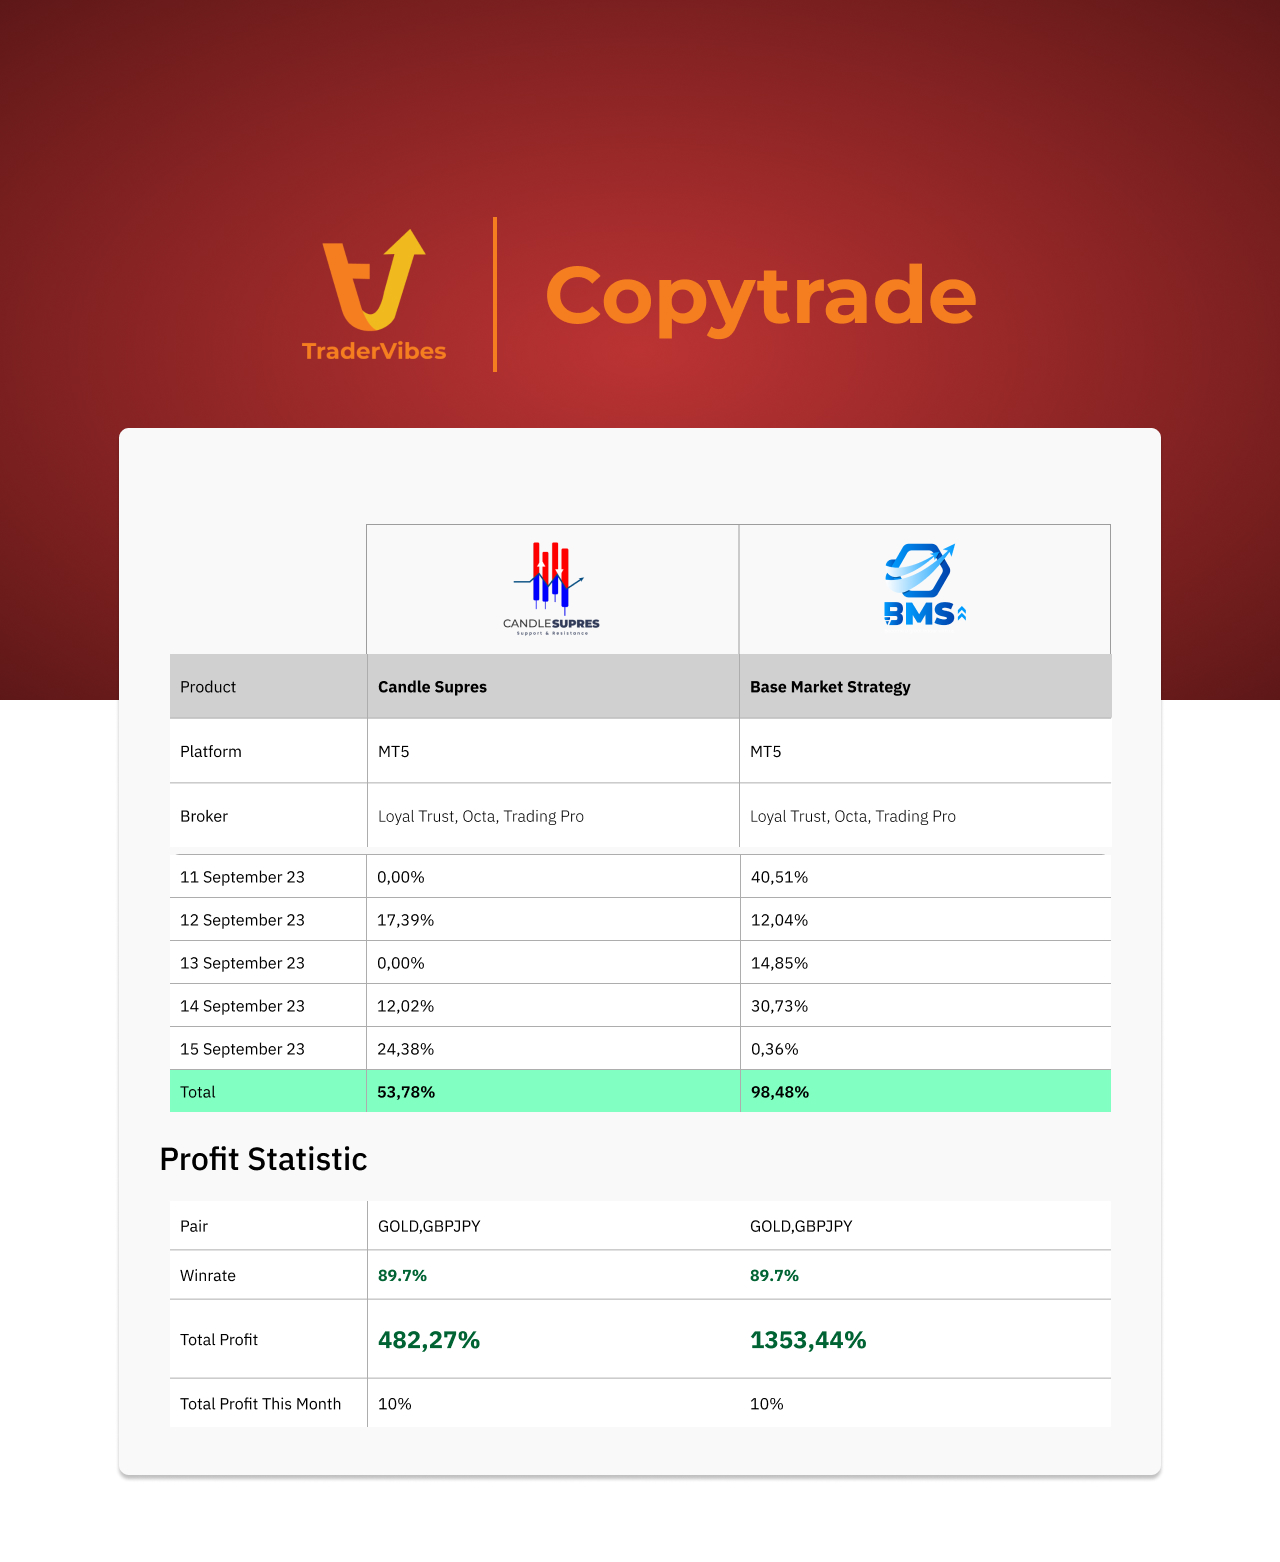 TraderVibes
Copytrade
CANDLESUPRES
Support & Resistance
BMS
Product Candle Supres Base Market Strategy
Platform MT5 MT5
Broker Loyal Trust, Octa, Trading Pro Loyal Trust, Octa, Trading Pro
11 September 23 0,00% 40,51%
12 September 23 17,39% 12,04%
13 September 23 0,00% 14,85%
14 September 23 12,02% 30,73%
15 September 23 24,38% 0,36%
Total 53,78% 98,48%
Profit Statistic
Pair GOLD,GBPJPY GOLD,GBPJPY
Winrate 89.7% 89.7%
Total Profit 482,27% 1353,44%
Total Profit This Month 10% 10%